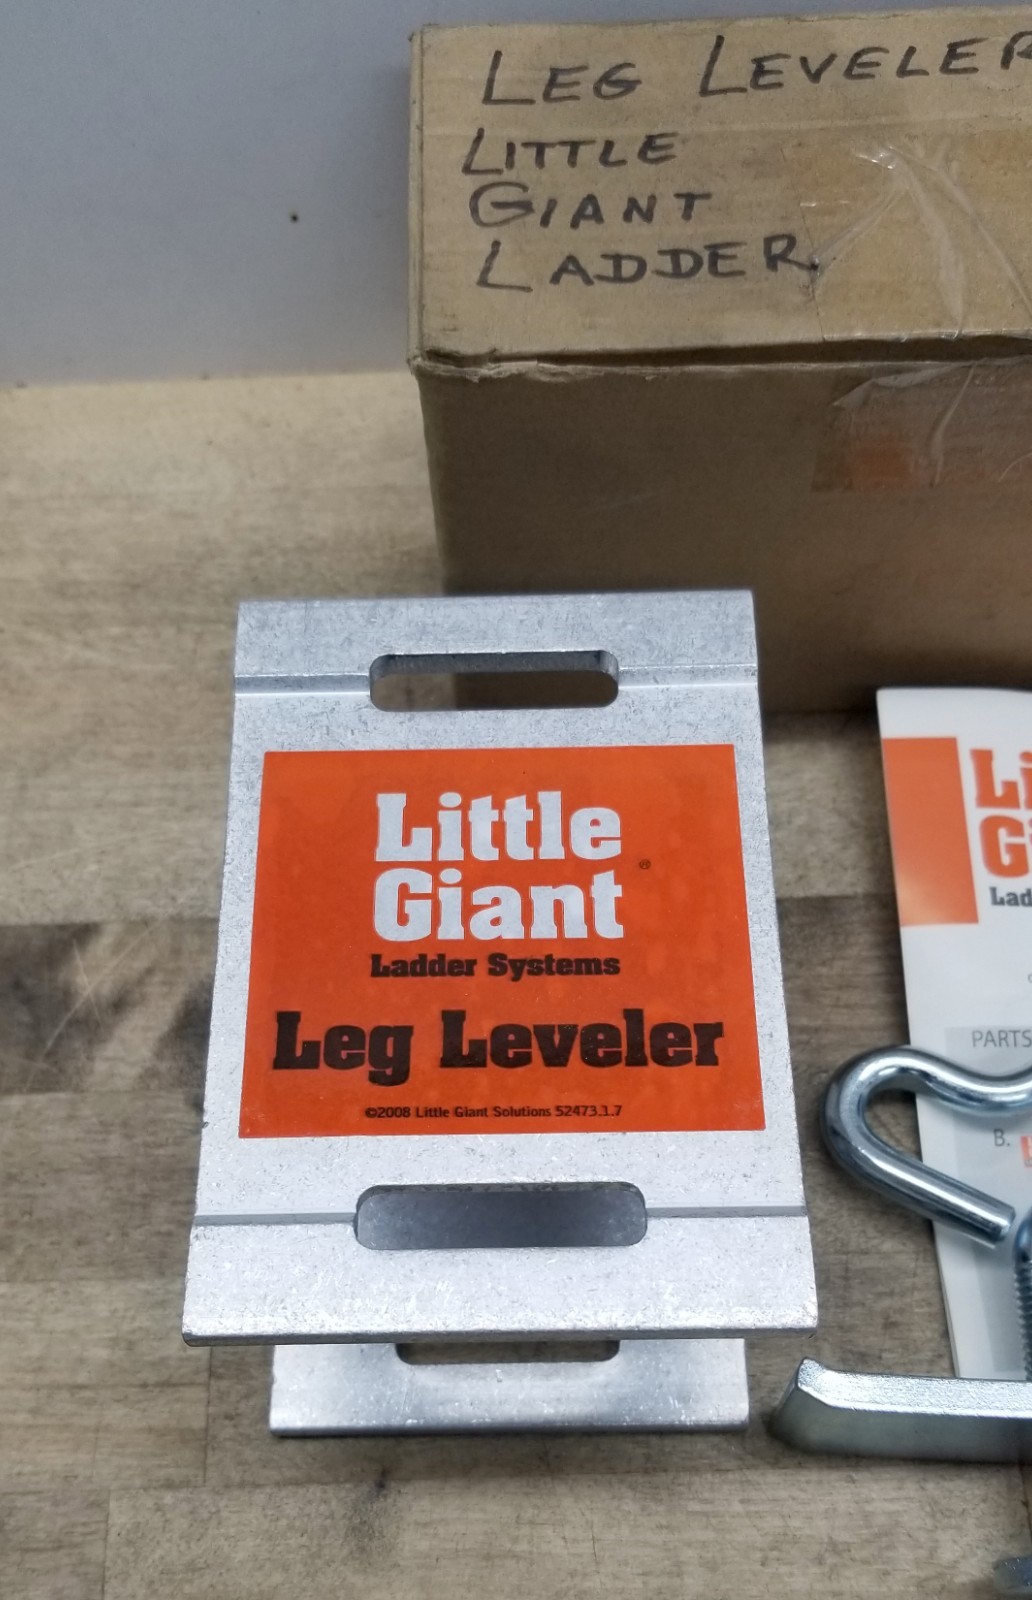 LEG LEVELER
LITTLE
GIANT
LADDER
Little
Giant
®
Ladder Systems
Leg Leveler
©2008 Little Giant Solutions 52473.1.7
PARTS
B.